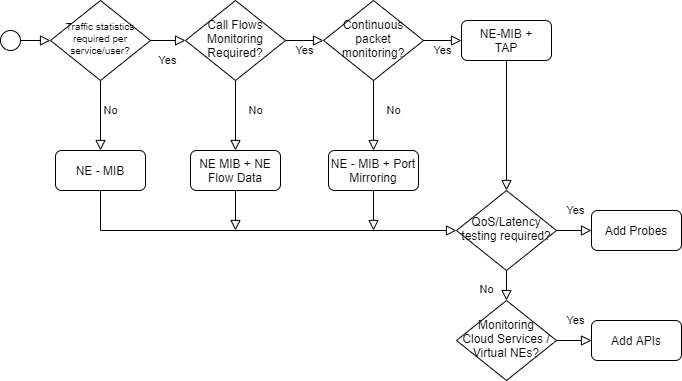 Traffic statistics
required per
service/user?
Yes
Call Flows
Monitoring
Required?
Yes
Continuous
packet
monitoring?
Yes
NE-MIB +
TAP
No
No
No
NE - MIB
NE MIB + NE
Flow Data
NE - MIB + Port
Mirroring
QoS/Latency
testing required?
Yes
Add Probes
No
Monitoring
Cloud Services /
Virtual NEs?
Yes
Add APIs